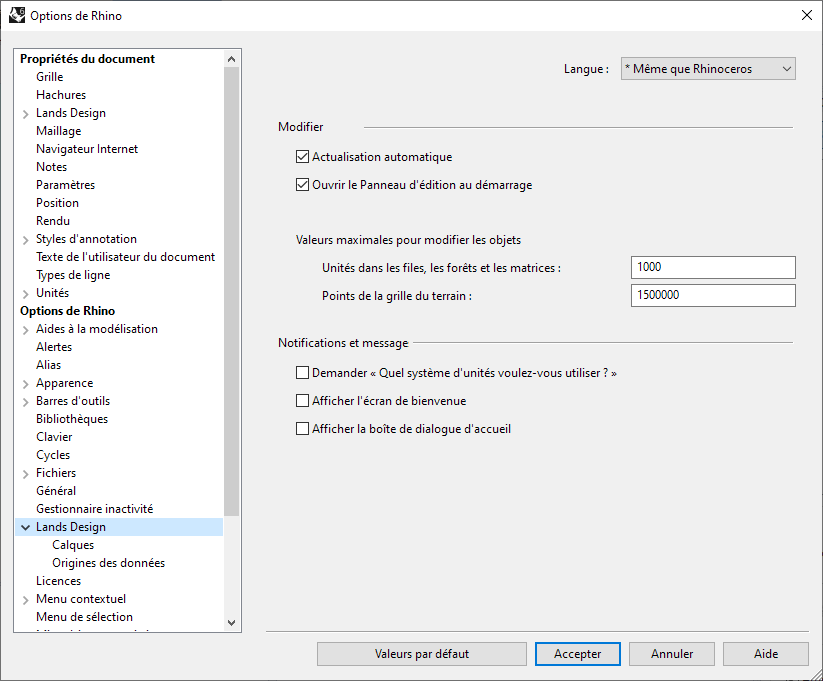 Options de Rhino
Propriétés du document
Grille
Hachures
Lands Design
Maillage
Navigateur Internet
Notes
Paramètres
Position
Rendu
Styles d'annotation
Texte de l'utilisateur du document
Types de ligne
Unités
Options de Rhino
Aides à la modélisation
Alertes
Alias
Apparence
Barres d'outils
Bibliothèques
Clavier
Cycles
Fichiers
Général
Gestionnaire inactivité
Lands Design
Calques
Origines des données
Licences
Menu contextuel
Menu de sélection
Langue : * Même que Rhinoceros
Modifier
Actualisation automatique
Ouvrir le Panneau d'édition au démarrage
Valeurs maximales pour modifier les objets
Unités dans les files, les forêts et les matrices : 1000
Points de la grille du terrain : 1500000
Notifications et message
Demander « Quel système d'unités voulez-vous utiliser ? »
Afficher l'écran de bienvenue
Afficher la boîte de dialogue d'accueil
Valeurs par défaut Accepter Annuler Aide